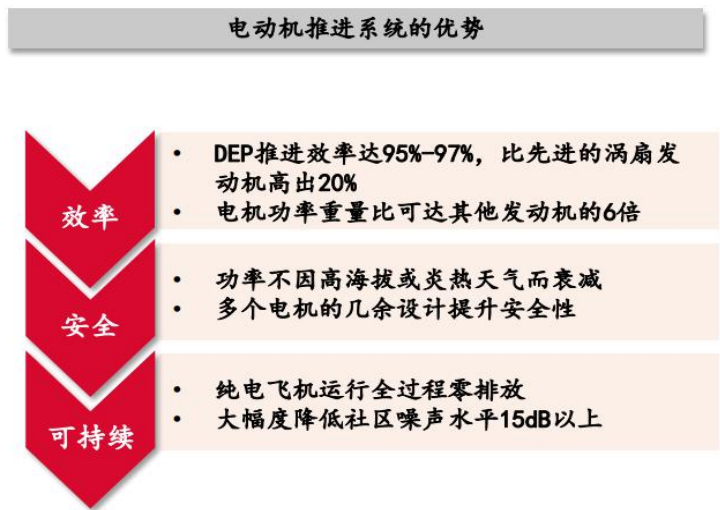 电动机推进系统的优势
效率
• DEP推进效率达95%-97%，比先进的涡扇发
动机高出20%
• 电机功率重量比可达其他发动机的6倍
安全
• 功率不因高海拔或炎热天气而衰减
• 多个电机的几余设计提升安全性
可持续
• 纯电飞机运行全过程零排放
• 大幅度降低社区噪声水平15dB以上